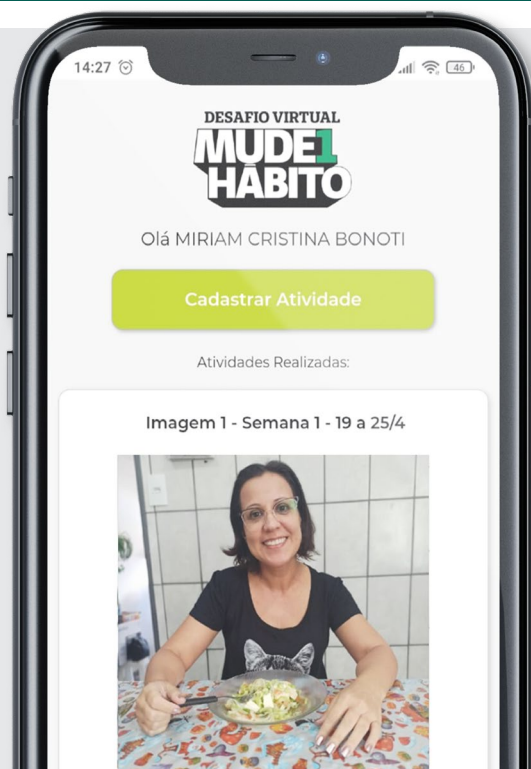 14:27
46
DESAFIO VIRTUAL
MUDE1
HÁBITO
Olá MIRIAM CRISTINA BONOTI
Cadastrar Atividade
Atividades Realizadas:
Imagem 1 - Semana 1 - 19 a 25/4